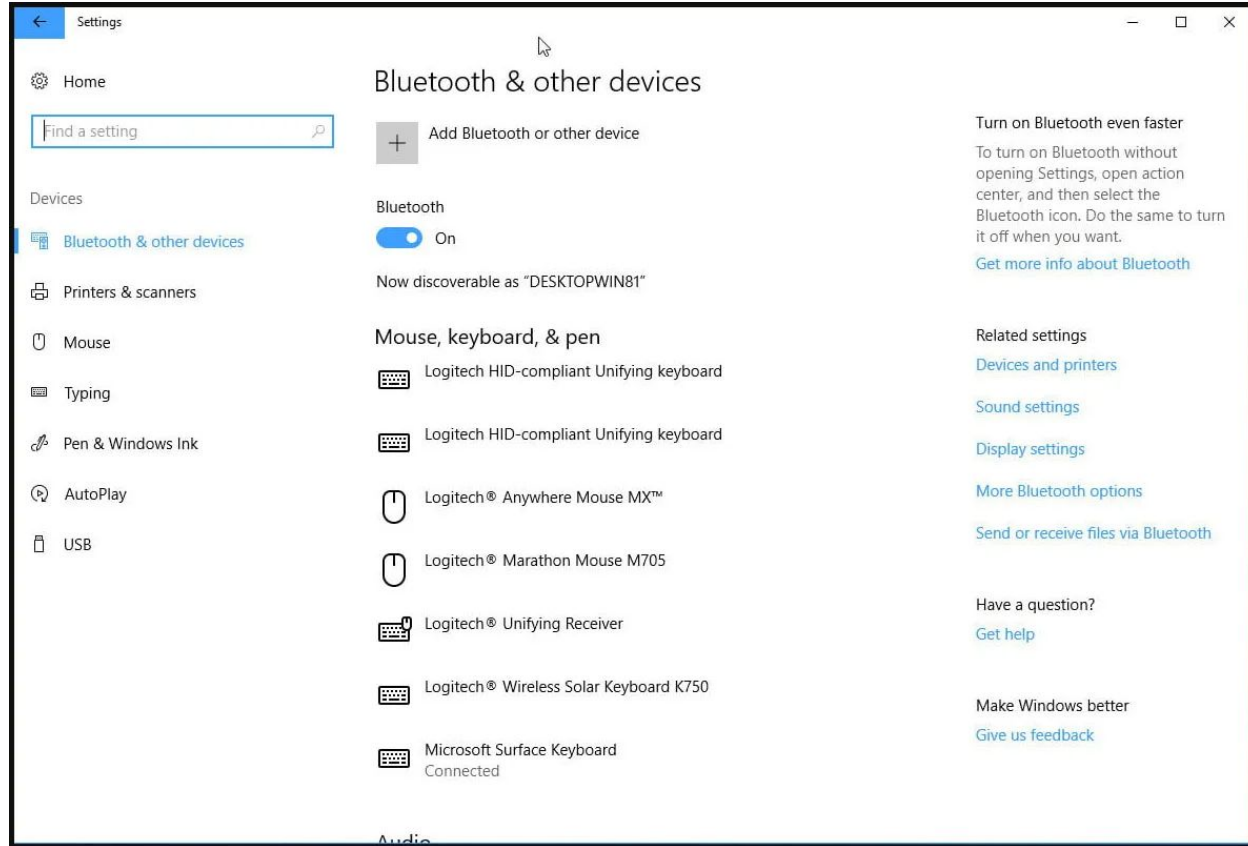 Settings
Home
Find a setting
Devices
Bluetooth & other devices
Printers & scanners
Mouse
Typing
Pen & Windows Ink
AutoPlay
USB
Bluetooth & other devices
Add Bluetooth or other device
Bluetooth
On
Now discoverable as “DESKTOPWIN81”
Mouse, keyboard, & pen
Logitech HID-compliant Unifying keyboard
Logitech HID-compliant Unifying keyboard
Logitech® Anywhere Mouse MX™
Logitech® Marathon Mouse M705
Logitech® Unifying Receiver
Logitech® Wireless Solar Keyboard K750
Microsoft Surface Keyboard
Connected
Audio
Turn on Bluetooth even faster
To turn on Bluetooth without
opening Settings, open action
center, and then select the
Bluetooth icon. Do the same to turn
it off when you want.
Get more info about Bluetooth
Related settings
Devices and printers
Sound settings
Display settings
More Bluetooth options
Send or receive files via Bluetooth
Have a question?
Get help
Make Windows better
Give us feedback